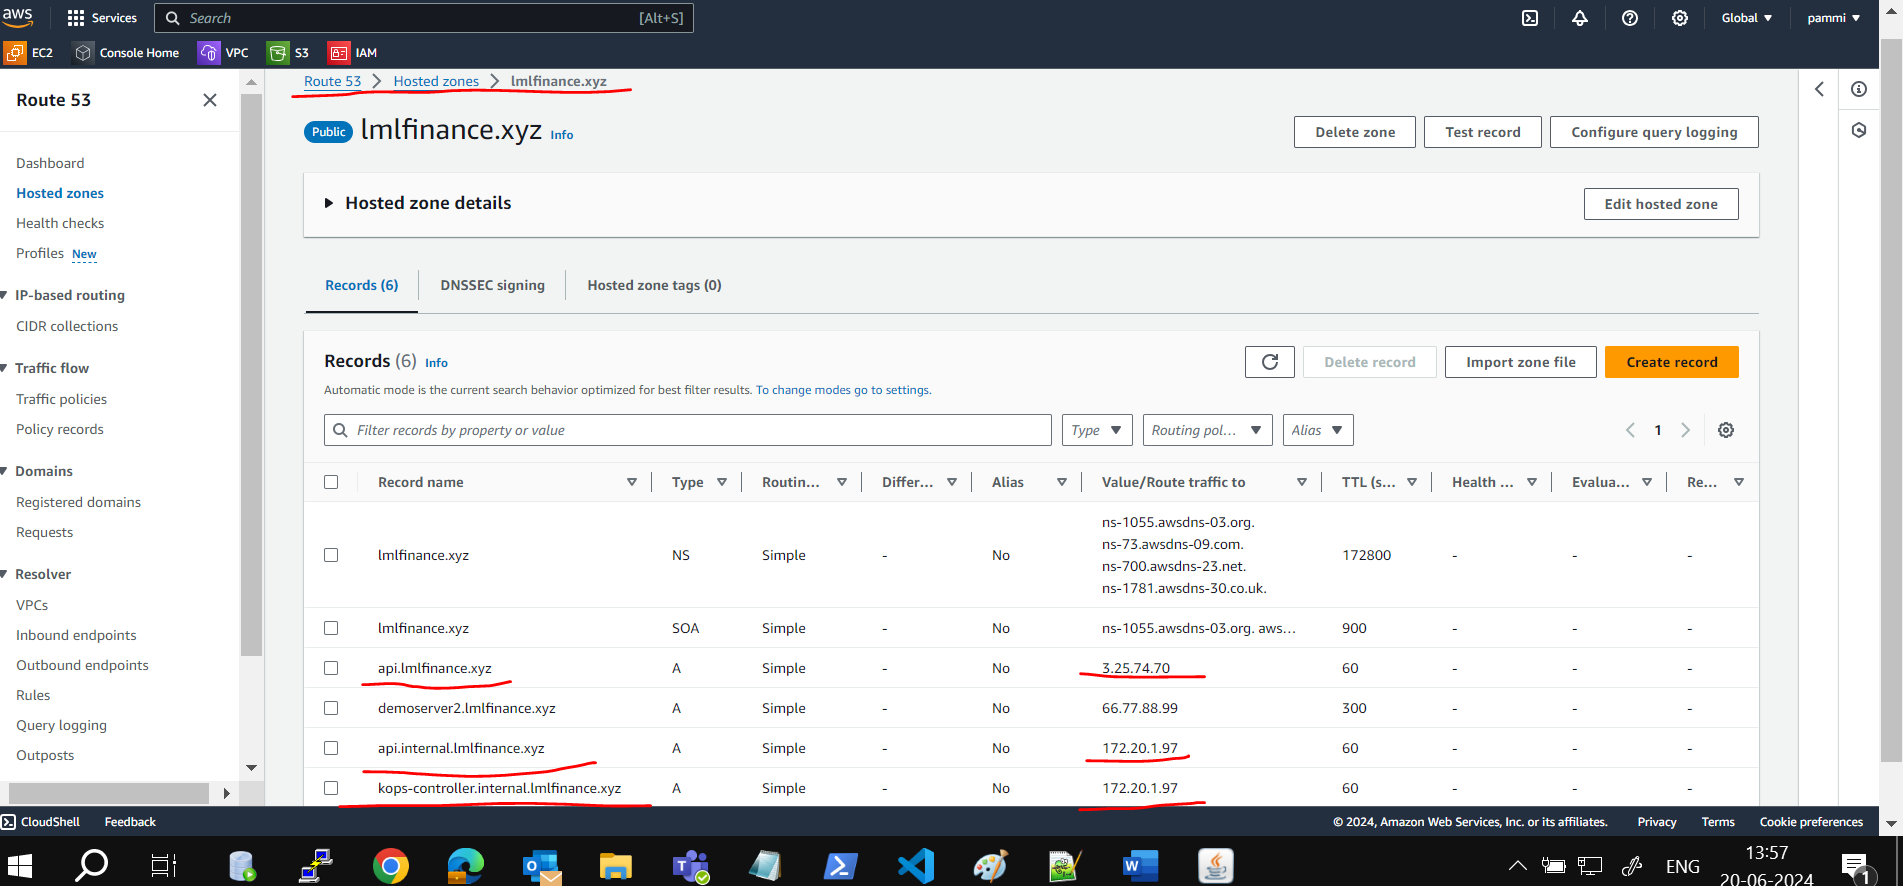 aws
Services
Search [Alt+S]
Global
pammi
EC2 Console Home VPC S3 IAM
Route 53
Dashboard
Hosted zones
Health checks
Profiles New
IP-based routing
CIDR collections
Traffic flow
Traffic policies
Policy records
Domains
Registered domains
Requests
Resolver
VPCs
Inbound endpoints
Outbound endpoints
Rules
Query logging
Outposts
Route 53 Hosted zones lmlfinance.xyz
Public lmlfinance.xyz Info
Delete zone Test record Configure query logging
Hosted zone details
Edit hosted zone
Records (6) DNSSEC signing Hosted zone tags (0)
Records (6) Info
Delete record Import zone file Create record
Automatic mode is the current search behavior optimized for best filter results. To change modes go to settings.
Filter records by property or value
Type Routing pol... Alias
1
Record name Type Routin... Differ... Alias Value/Route traffic to TTL (s... Health ... Evalua... Re...
lmlfinance.xyz NS Simple - No ns-1055.awsdns-03.org. 172800 - - -
ns-73.awsdns-09.com.
ns-700.awsdns-23.net.
ns-1781.awsdns-30.co.uk.
lmlfinance.xyz SOA Simple - No ns-1055.awsdns-03.org. aws... 900 - - -
api.lmlfinance.xyz A Simple - No 3.25.74.70 60 - - -
demoserver2.lmlfinance.xyz A Simple - No 66.77.88.99 300 - - -
api.internal.lmlfinance.xyz A Simple - No 172.20.1.97 60 - - -
kops-controller.internal.lmlfinance.xyz A Simple - No 172.20.1.97 60 - - -
CloudShell Feedback
© 2024, Amazon Web Services, Inc. or its affiliates. Privacy Terms Cookie preferences
ENG
13:57
20-06-2024
1